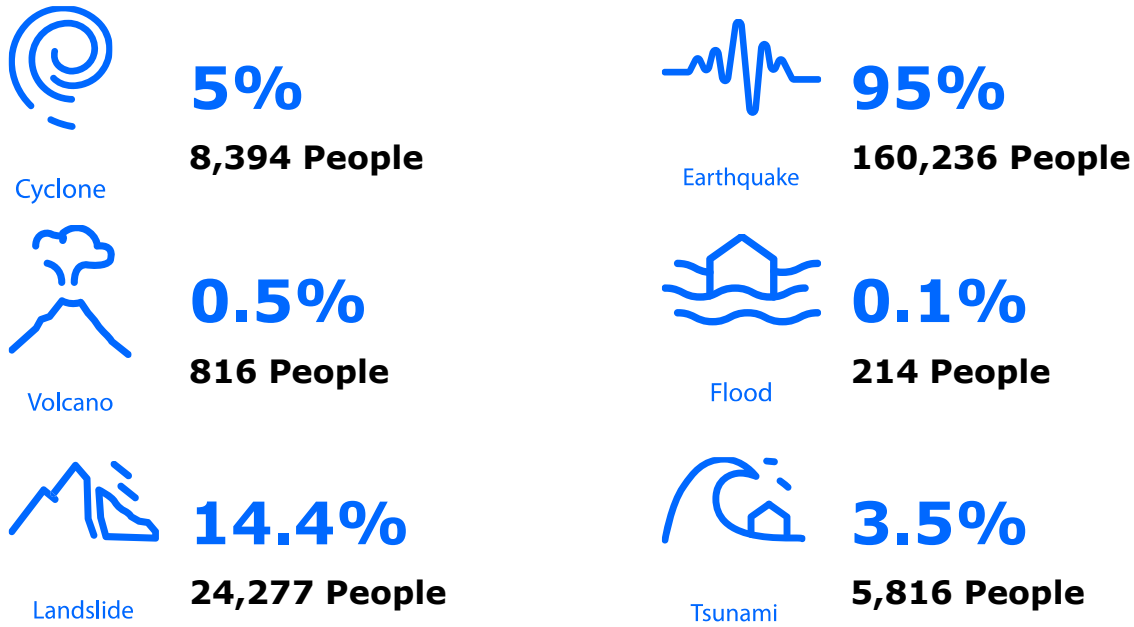 5%
8,394 People
Cyclone
95%
160,236 People
Earthquake
0.5%
816 People
Volcano
0.1%
214 People
Flood
14.4%
24,277 People
Landslide
3.5%
5,816 People
Tsunami